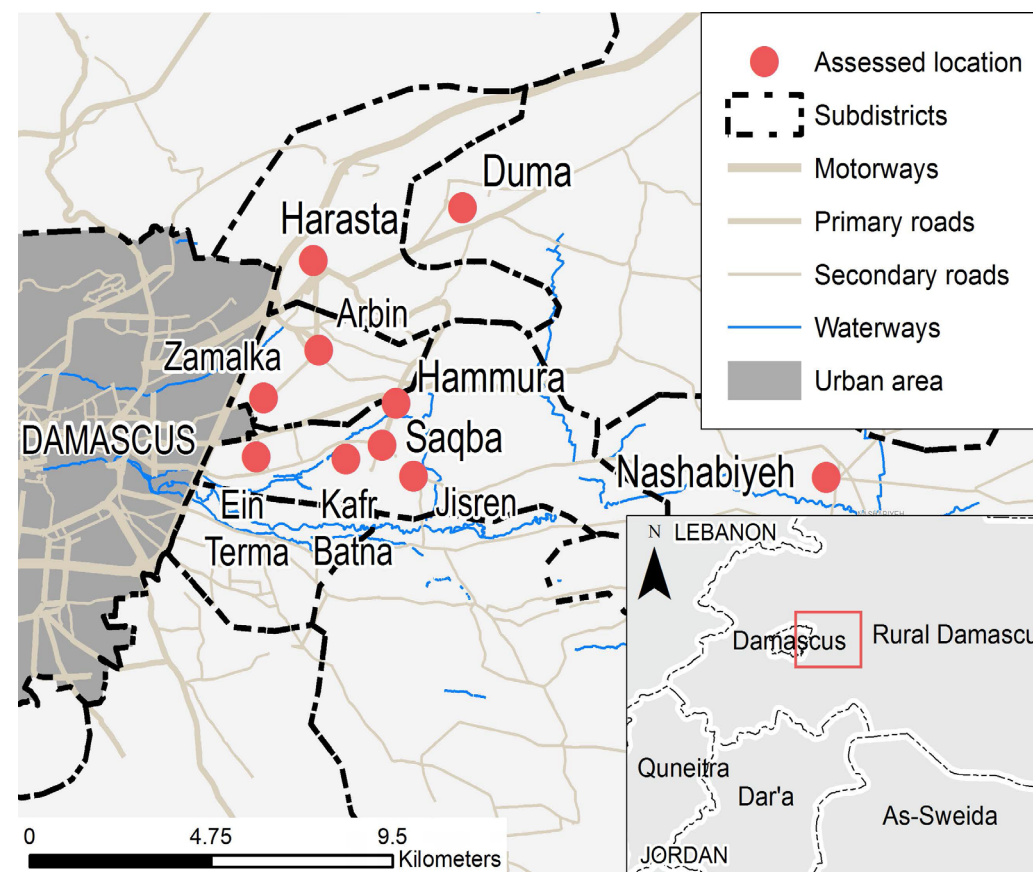 Assessed location
Subdistricts
Motorways
Primary roads
Secondary roads
Waterways
Urban area
Duma
Harasta
Arbin
Zamalka
Hammura
DAMASCUS
Saqba
Nashabiyeh
Ein
Terma
Kafr
Batna
Jisren
N
LEBANON
Damascus
Rural Damascu
Quneitra
Dar'a
As-Sweida
JORDAN
0
4.75
9.5
Kilometers